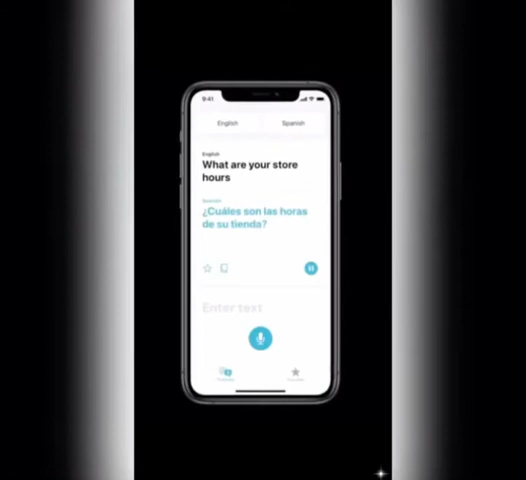 9:41
English
Spanish
English
What are your store
hours
Spanish
¿Cuáles son las horas
de su tienda?
Enter text